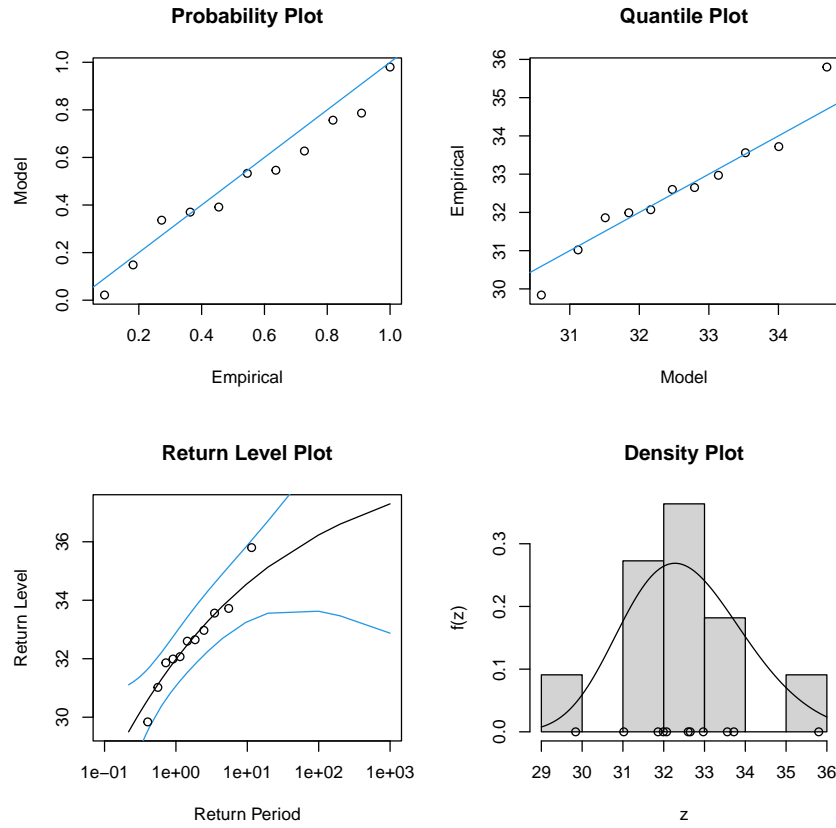 Probability Plot
Model
1.0
0.8
0.6
0.4
0.2
0.0
0.2 0.4 0.6 0.8 1.0
Empirical
Quantile Plot
Empirical
36
35
34
33
32
31
30
31 32 33 34
Model
Return Level Plot
Return Level
36
34
32
30
1e−01 1e+00 1e+01 1e+02 1e+03
Return Period
Density Plot
f(z)
0.3
0.2
0.1
0.0
29 30 31 32 33 34 35 36
z